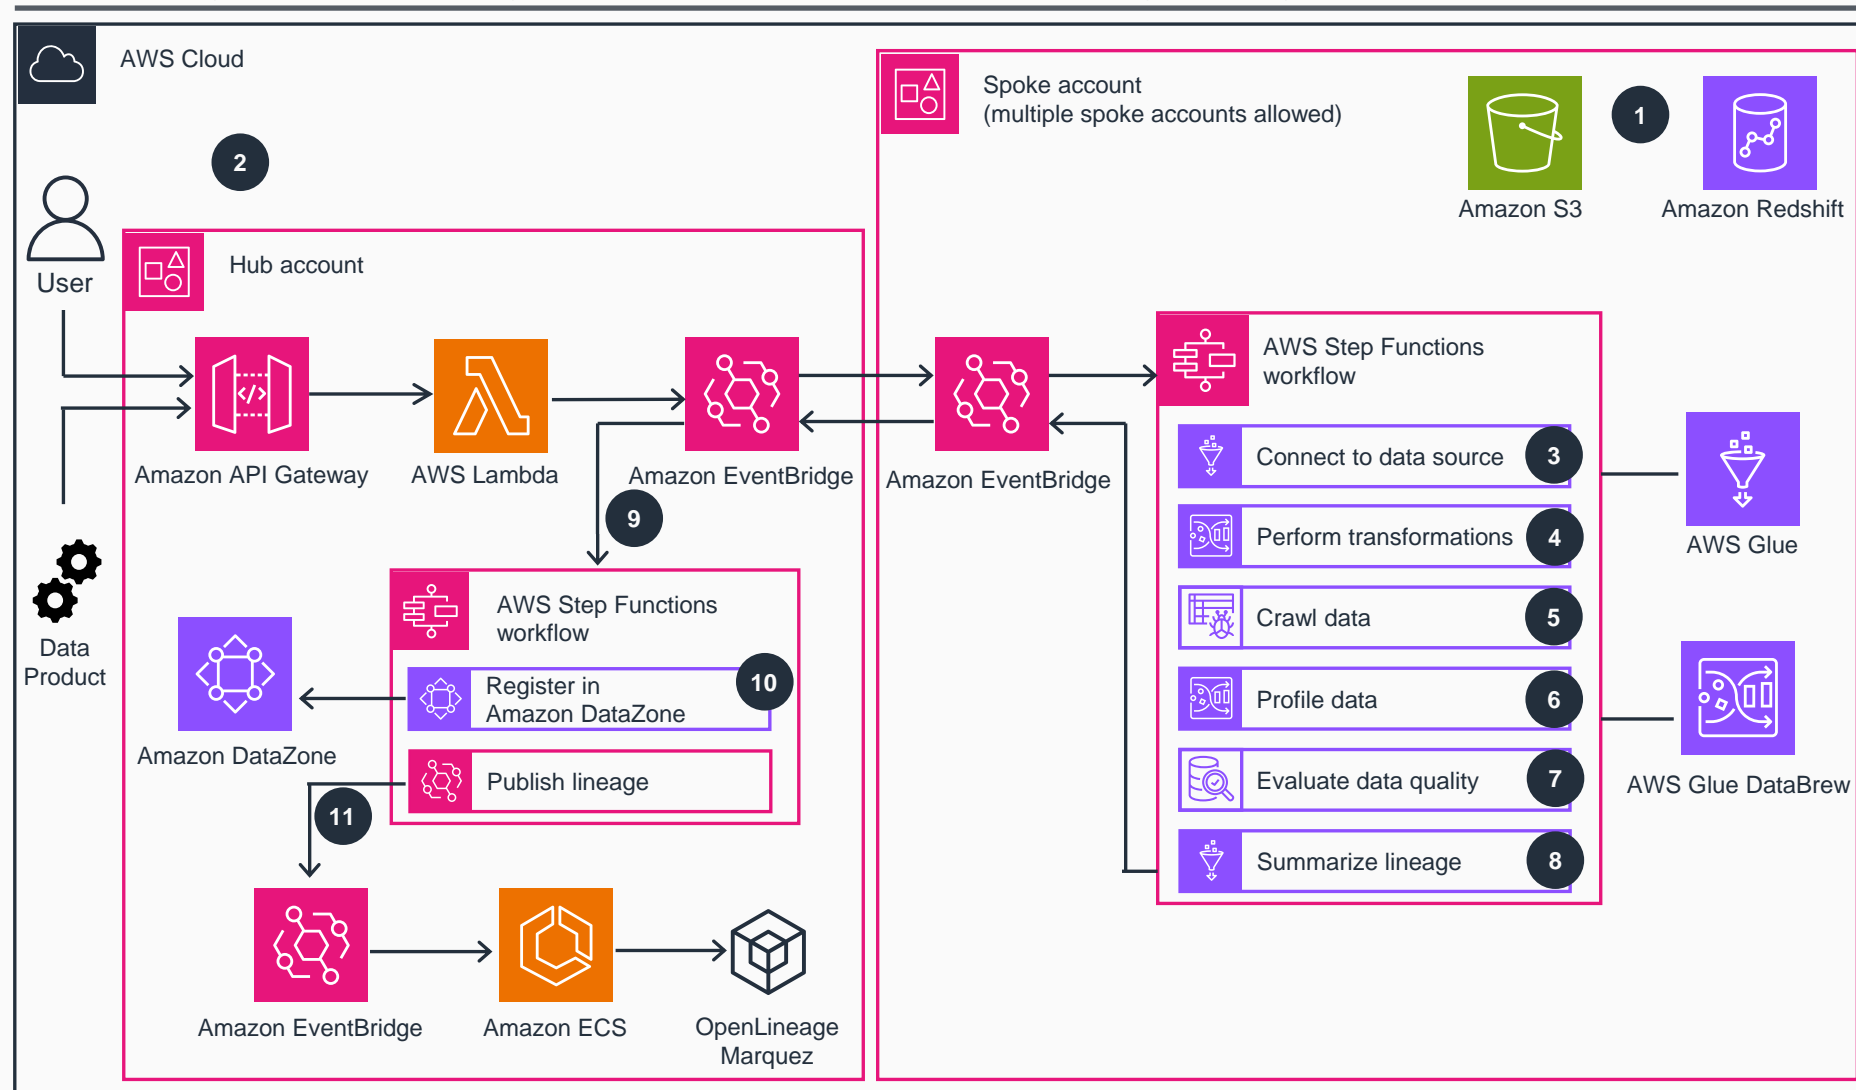 AWS Cloud
Spoke account
(multiple spoke accounts allowed)
1
Amazon S3
Amazon Redshift
2
User
Hub account
Amazon API Gateway
AWS Lambda
Amazon EventBridge
Amazon EventBridge
AWS Step Functions
workflow
Connect to data source
3
Perform transformations
4
Crawl data
5
Profile data
6
Evaluate data quality
7
Summarize lineage
8
AWS Glue
AWS Glue DataBrew
9
Data
Product
AWS Step Functions
workflow
Register in
Amazon DataZone
10
Amazon DataZone
Publish lineage
11
Amazon EventBridge
Amazon ECS
OpenLineage
Marquez